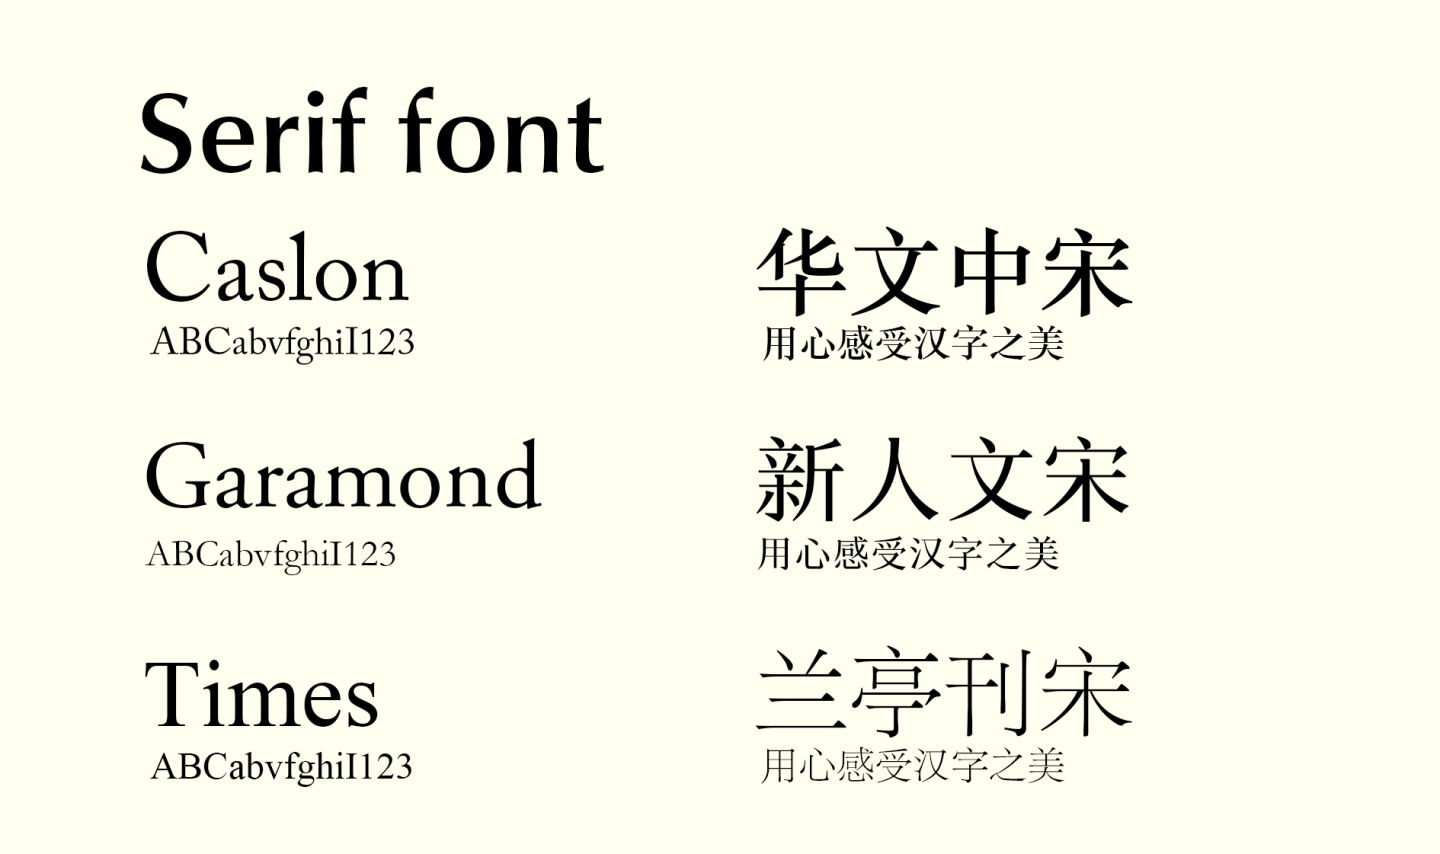 Serif font
Caslon
ABCabvfghiI123
华文中宋
用心感受汉字之美
Garamond
ABCabvfghiI123
新人文宋
用心感受汉字之美
Times
ABCabvfghiI123
兰亭刊宋
用心感受汉字之美